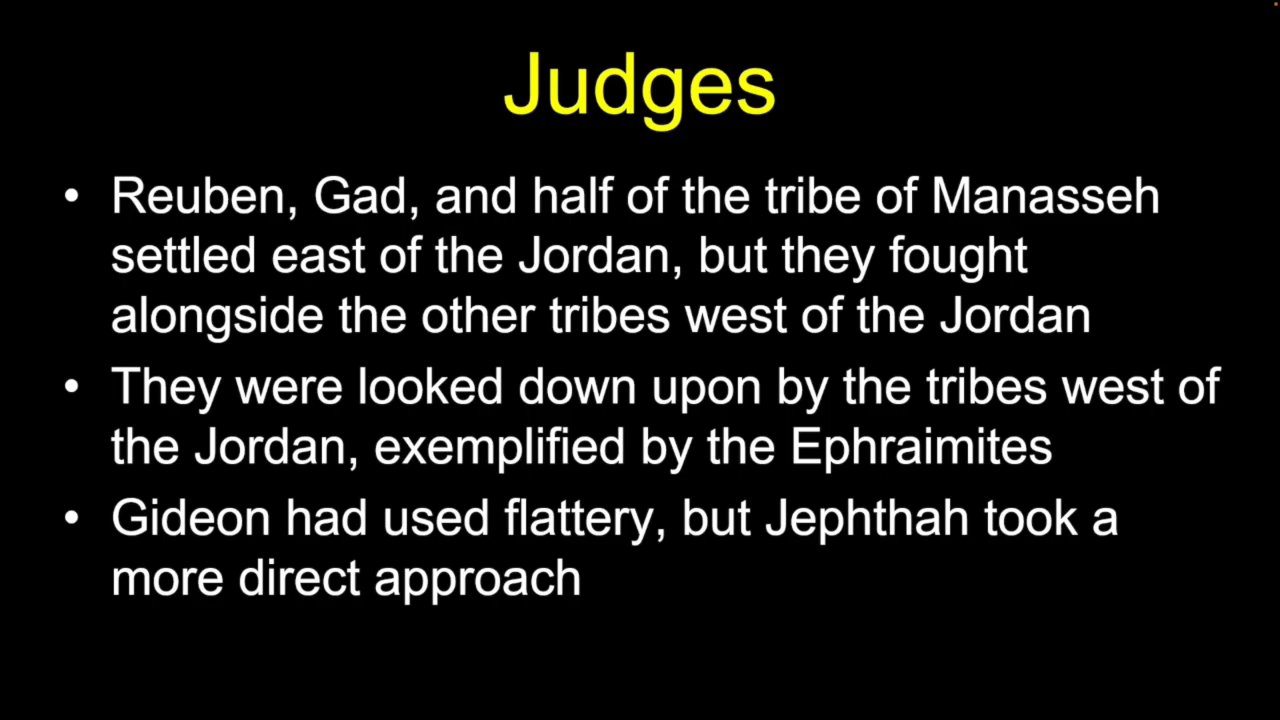 Judges
• Reuben, Gad, and half of the tribe of Manasseh
settled east of the Jordan, but they fought
alongside the other tribes west of the Jordan
• They were looked down upon by the tribes west of
the Jordan, exemplified by the Ephraimites
• Gideon had used flattery, but Jephthah took a
more direct approach